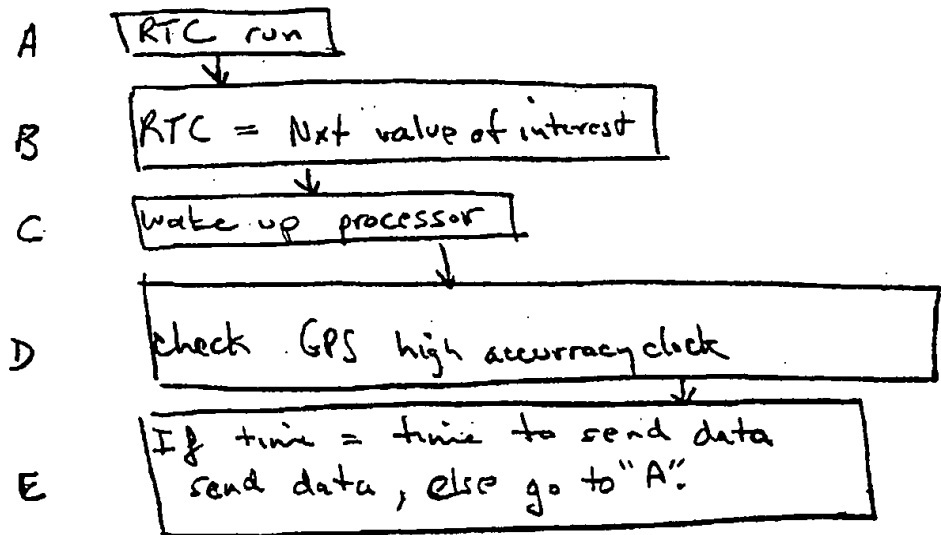 A RTC run
B RTC = Nxt value of interest
C wake up processor
D check GPS high accurracy clock
E If time = time to send data
send data, else go to "A".